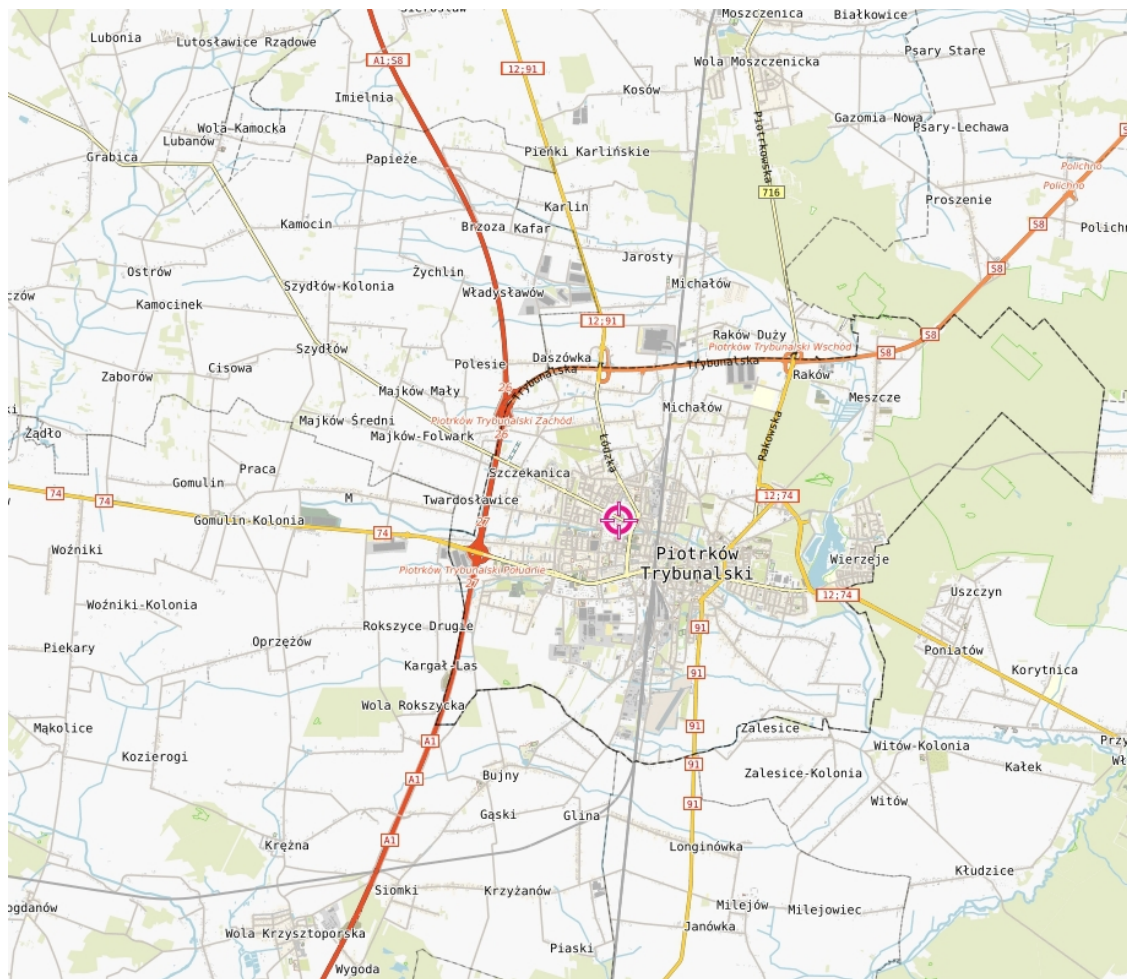 Sierosław
Moszczenica
Białkowice
Lubonia
Lutosławice Rządowe
A1;S8
12;91
Wola Moszczenicka
Psary Stare
Imielnia
Kosów
Gazomia Nowa
Psary-Lechawa
Wola Kamocka
Lubanów
Grabica
Papieże
Pieńki Karlińskie
Piotrkowska
716
Polichno
Polichno
Proszenie
Karlin
Kamocin
Brzoza
Kafar
S8
Polichn
Jarosty
Ostrów
Żychlin
S8
Szydłów-Kolonia
Władysławów
Michałów
Kamocinek
12;91
Raków Duży
S8
Szydłów
Piotrków Trybunalski Wschód
S8
Polesie
Daszówka
Trybunalska
Trybunalska
Cisowa
Zaborów
Raków
Majków Mały
Meszcze
Michałów
Majków Średni
Piotrków Trybunalski Zachód
26
Żądło
Majków-Folwark
Łódzka
Rakowska
Praca
Szczekanica
Gomulin
M
Twardosławice
12;74
74
74
Gomulin-Kolonia
27
Woźniki
Piotrków
Trybunalski
Wierzeje
Piotrków Trybunalski Południe
27
Uszczyn
12;74
Woźniki-Kolonia
Rokszyce Drugie
91
Oprzężów
Piekary
Poniatów
Kargał-Las
91
Korytnica
Wola Rokszycka
Mąkolice
91
Zalesice
A1
Witów-Kolonia
Kozierogi
91
Kałek
Bujny
Zalesice-Kolonia
A1
91
Witów
Gąski
Glina
A1
Krężna
Longinówka
Kłudzice
Siomki
Krzyżanów
Milejów
Milejowiec
ogdanów
Janówka
Wola Krzysztoporska
Piaski
Wygoda